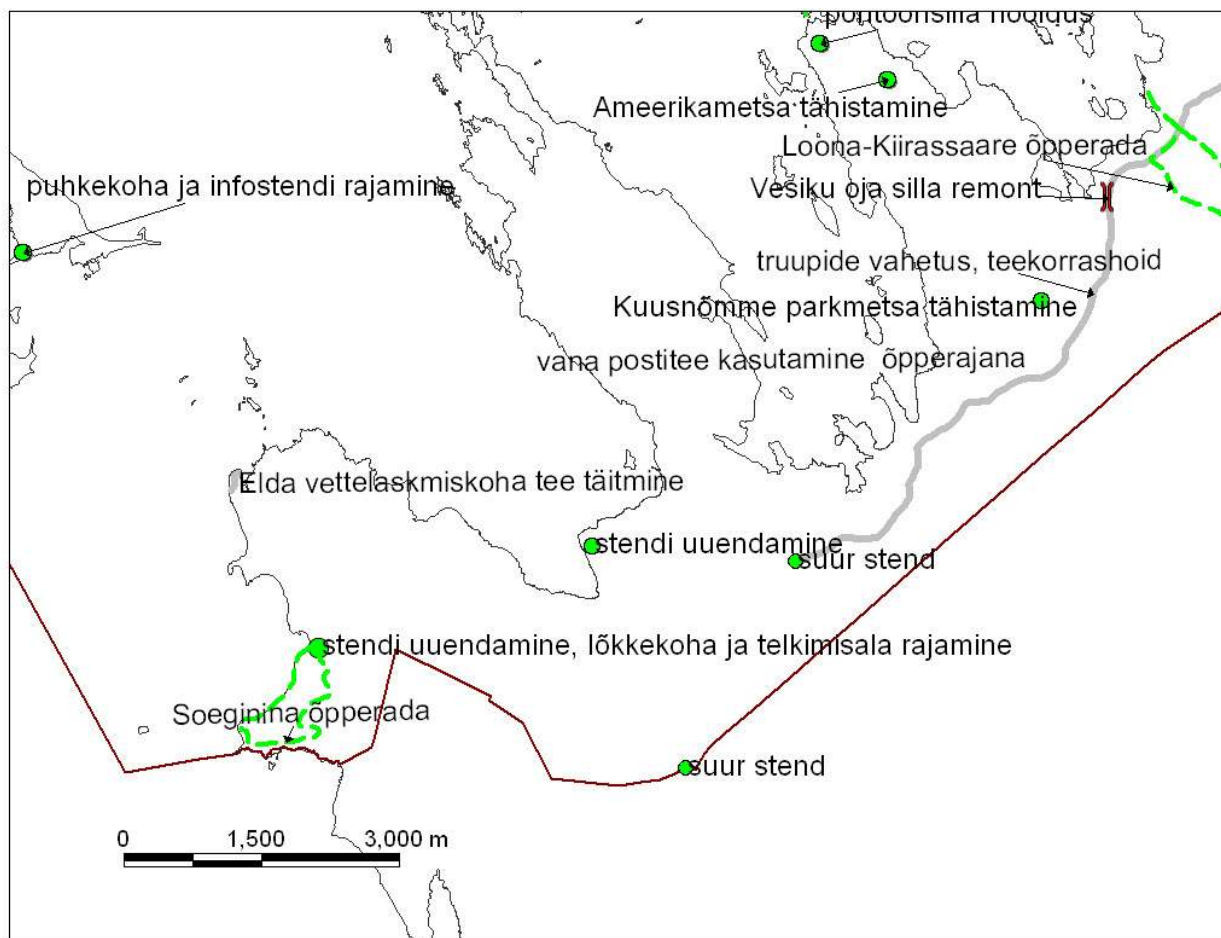 pontoonsilla hooldus
Ameerikametsa tähistamine
Loona-Kiirassaare õpperada
puhkekoha ja infostendi rajamine
Vesiku oja silla remont
truupide vahetus, teekorrashoid
Kuusnõmme parkmetsa tähistamine
vana postitee kasutamine õpperajana
Elda vettelaskmiskoha tee täitmine
stendi uuendamine
suur stend
stendi uuendamine, lõkkekoha ja telkimisala rajamine
Soeginina õpperada
suur stend
0 1,500 3,000 m